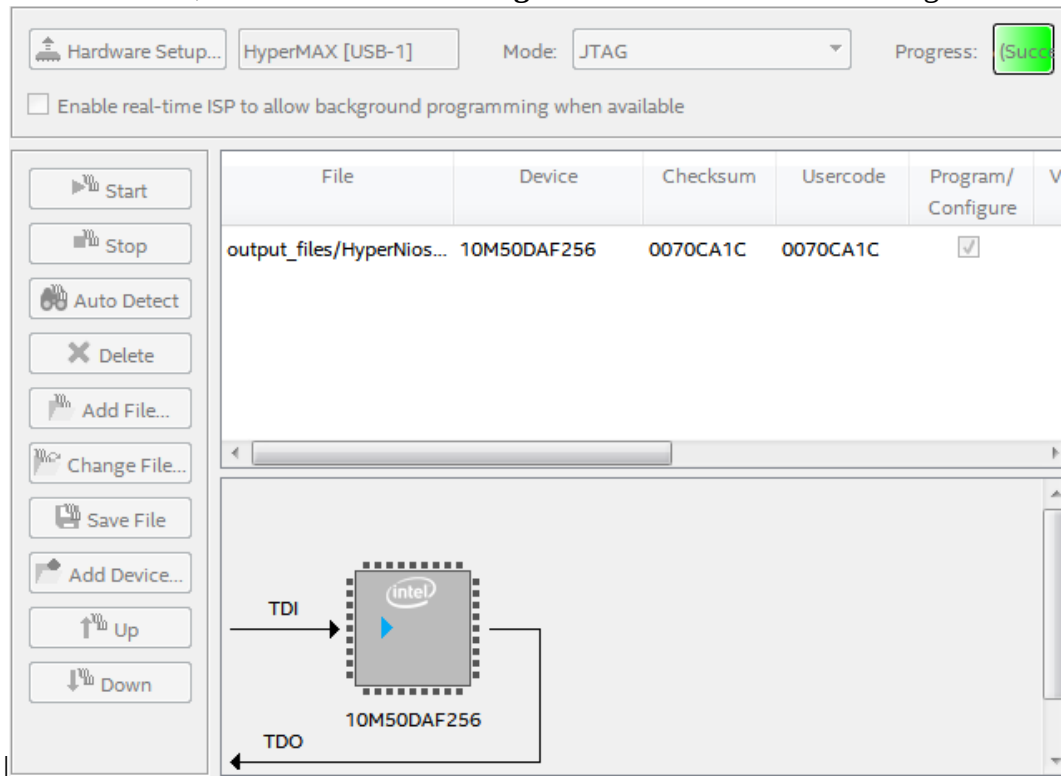 Hardware Setup... HyperMAX [USB-1] Mode: JTAG Progress: (Succe
Enable real-time ISP to allow background programming when available
Start
Stop
Auto Detect
Delete
Add File...
Change File...
Save File
Add Device...
Up
Down
File Device Checksum Usercode Program/
Configure
output_files/HyperNios... 10M50DAF256 0070CA1C 0070CA1C
TDI
intel
10M50DAF256
TDO